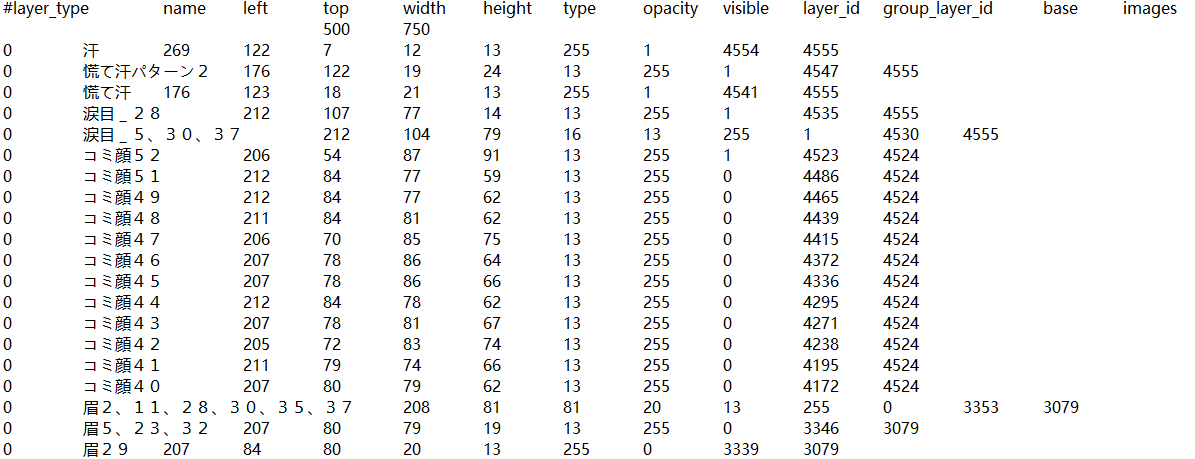 #layer_type name left top width height type opacity visible layer_id group_layer_id base images
500 750
0 汗 269 122 7 12 13 255 1 4554 4555
0 慌て汗パターン２ 176 122 19 24 13 255 1 4547 4555
0 慌て汗 176 123 18 21 13 255 1 4541 4555
0 涙目＿２８ 212 107 77 14 13 255 1 4535 4555
0 涙目＿５、３０、３７ 212 104 79 16 13 255 1 4530 4555
0 コミ顔５２ 206 54 87 91 13 255 1 4523 4524
0 コミ顔５１ 212 84 77 59 13 255 0 4486 4524
0 コミ顔４９ 212 84 77 62 13 255 0 4465 4524
0 コミ顔４８ 211 84 81 62 13 255 0 4439 4524
0 コミ顔４７ 206 70 85 75 13 255 0 4415 4524
0 コミ顔４６ 207 78 86 64 13 255 0 4372 4524
0 コミ顔４５ 207 78 86 66 13 255 0 4336 4524
0 コミ顔４４ 212 84 78 62 13 255 0 4295 4524
0 コミ顔４３ 207 78 81 67 13 255 0 4271 4524
0 コミ顔４２ 205 72 83 74 13 255 0 4238 4524
0 コミ顔４１ 211 79 74 66 13 255 0 4195 4524
0 コミ顔４０ 207 80 79 62 13 255 0 4172 4524
0 眉２、１１、２８、３０、３５、３７ 208 81 81 20 13 255 0 3353 3079
0 眉５、２３、３２ 207 80 79 19 13 255 0 3346 3079
0 眉２９ 207 84 80 20 13 255 0 3339 3079